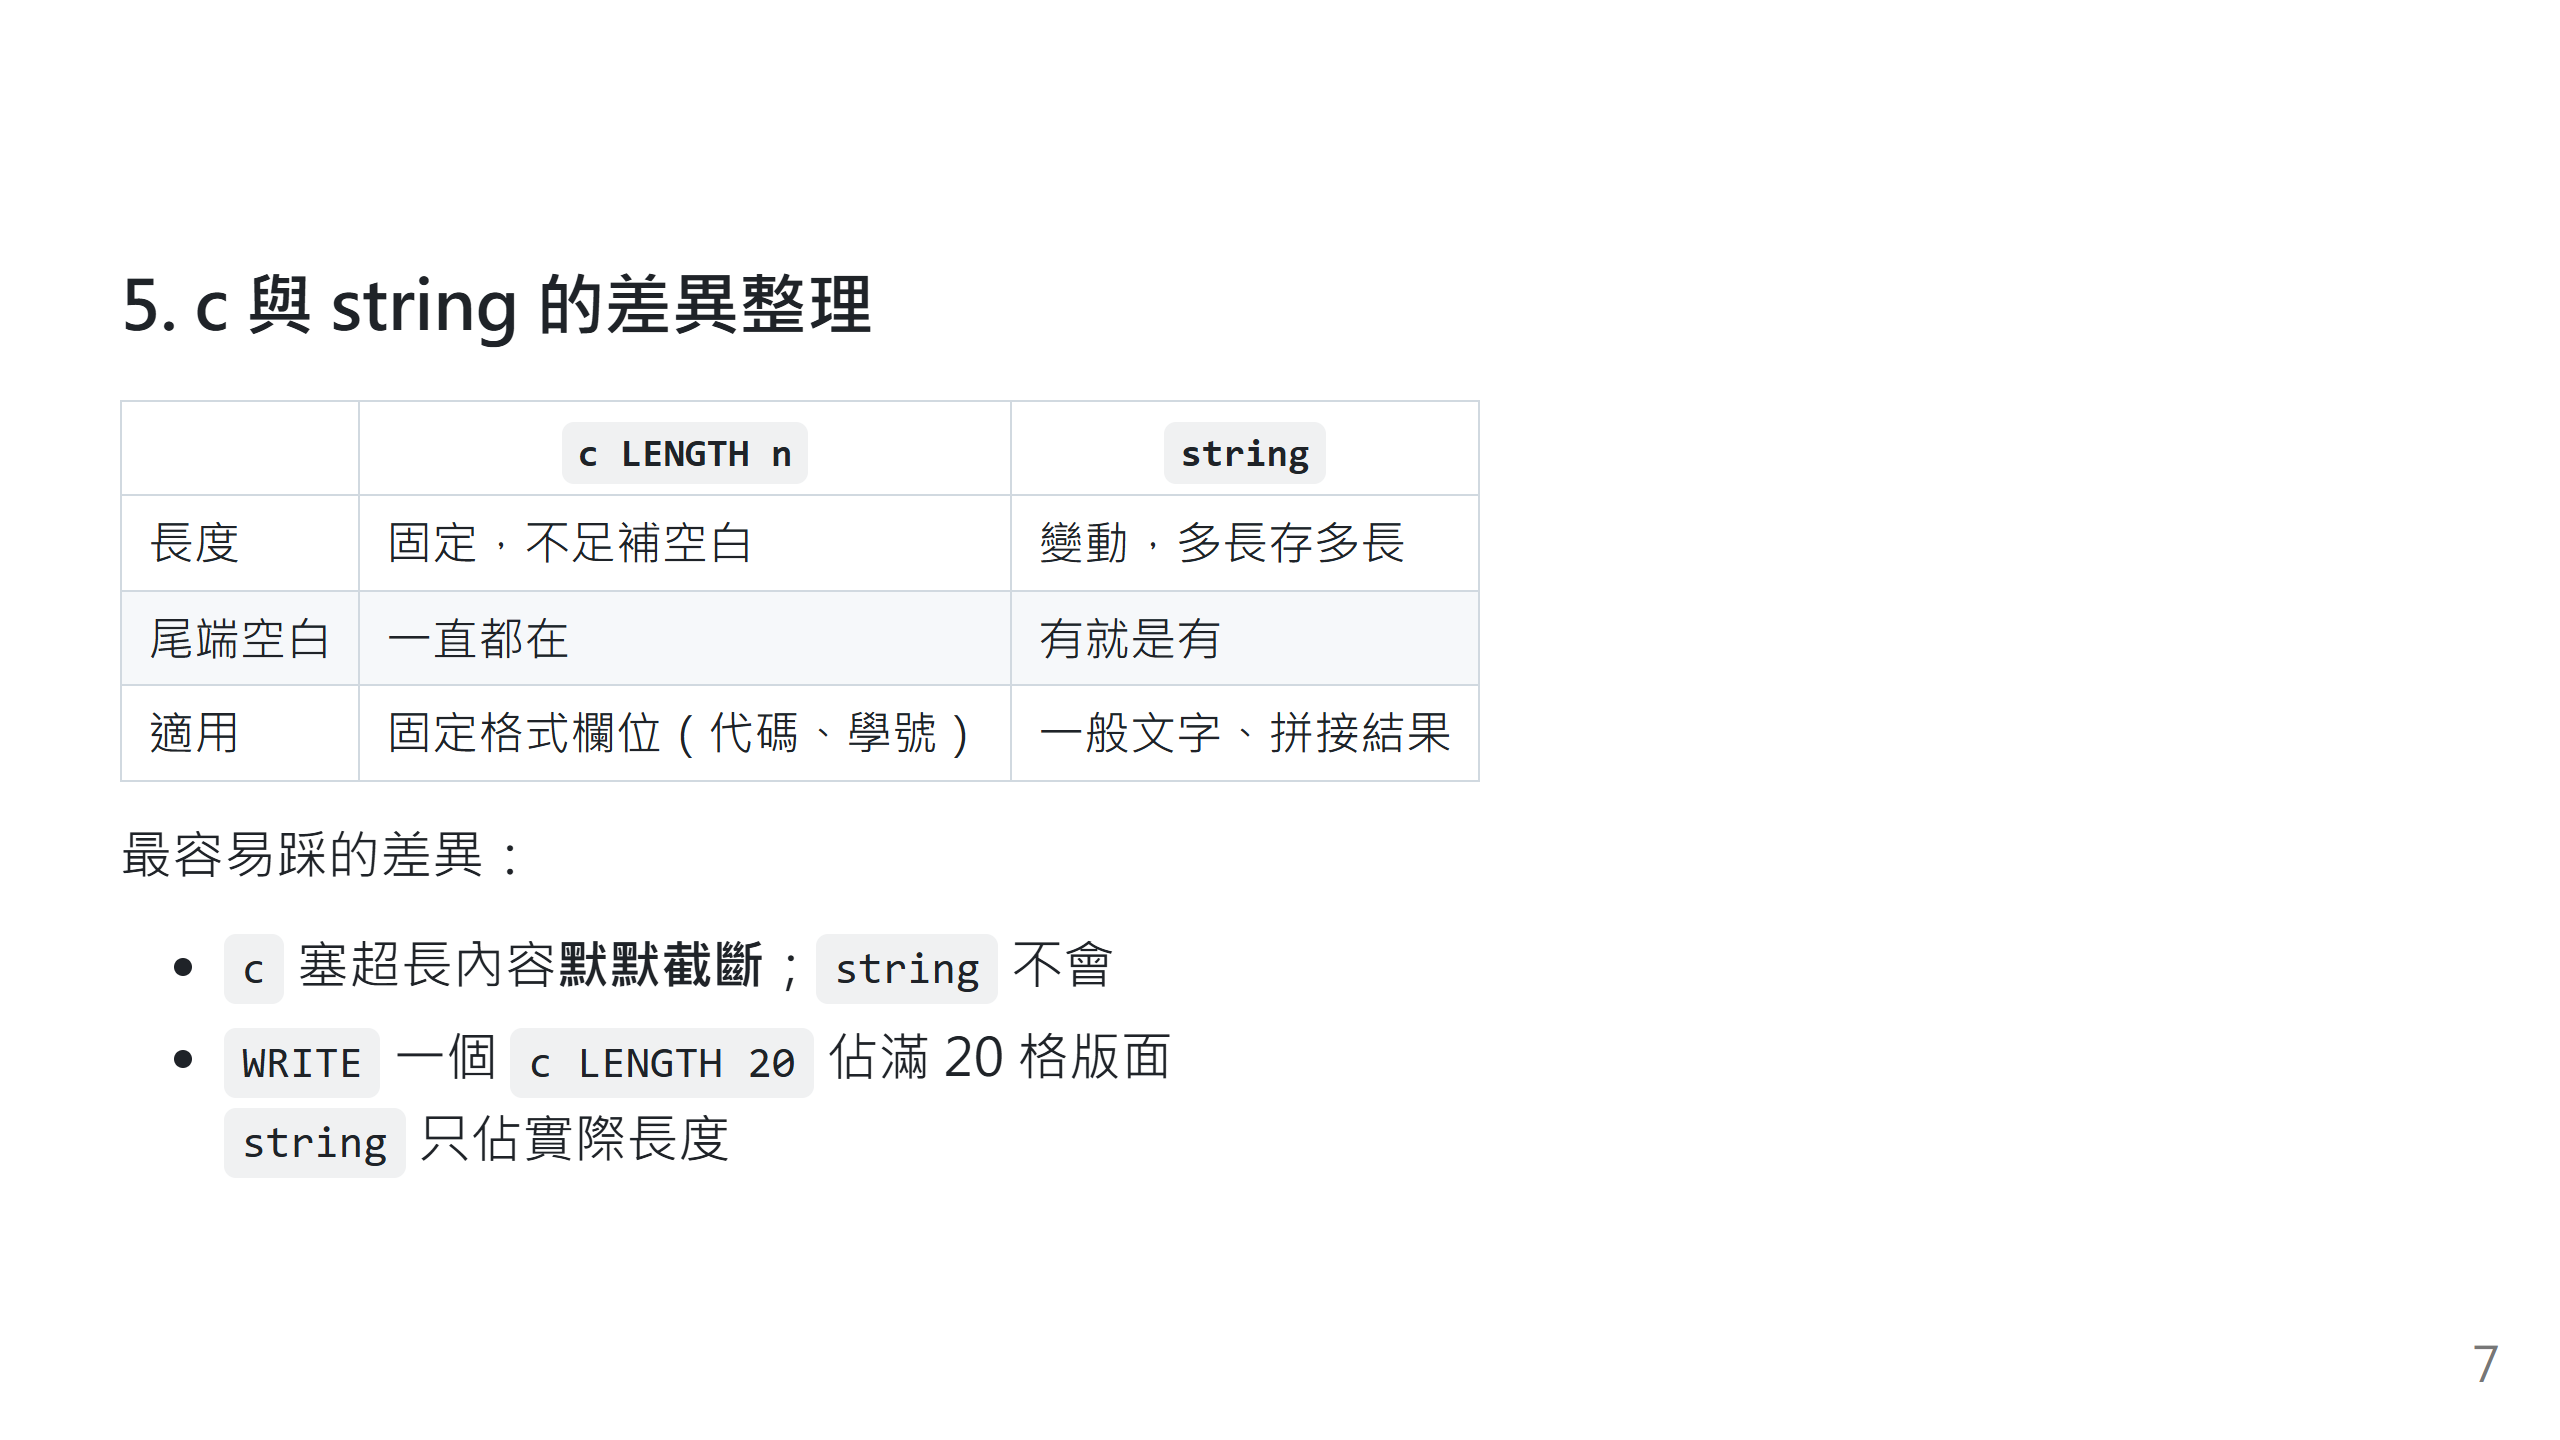 5. c 與 string 的差異整理
c LENGTH n string
長度 固定，不足補空白 變動，多長存多長
尾端空白 一直都在 有就是有
適用 固定格式欄位（代碼、學號） 一般文字、拼接結果
最容易踩的差異：
c 塞超長內容默默截斷；string 不會
WRITE 一個 c LENGTH 20 佔滿 20 格版面
string 只佔實際長度
7